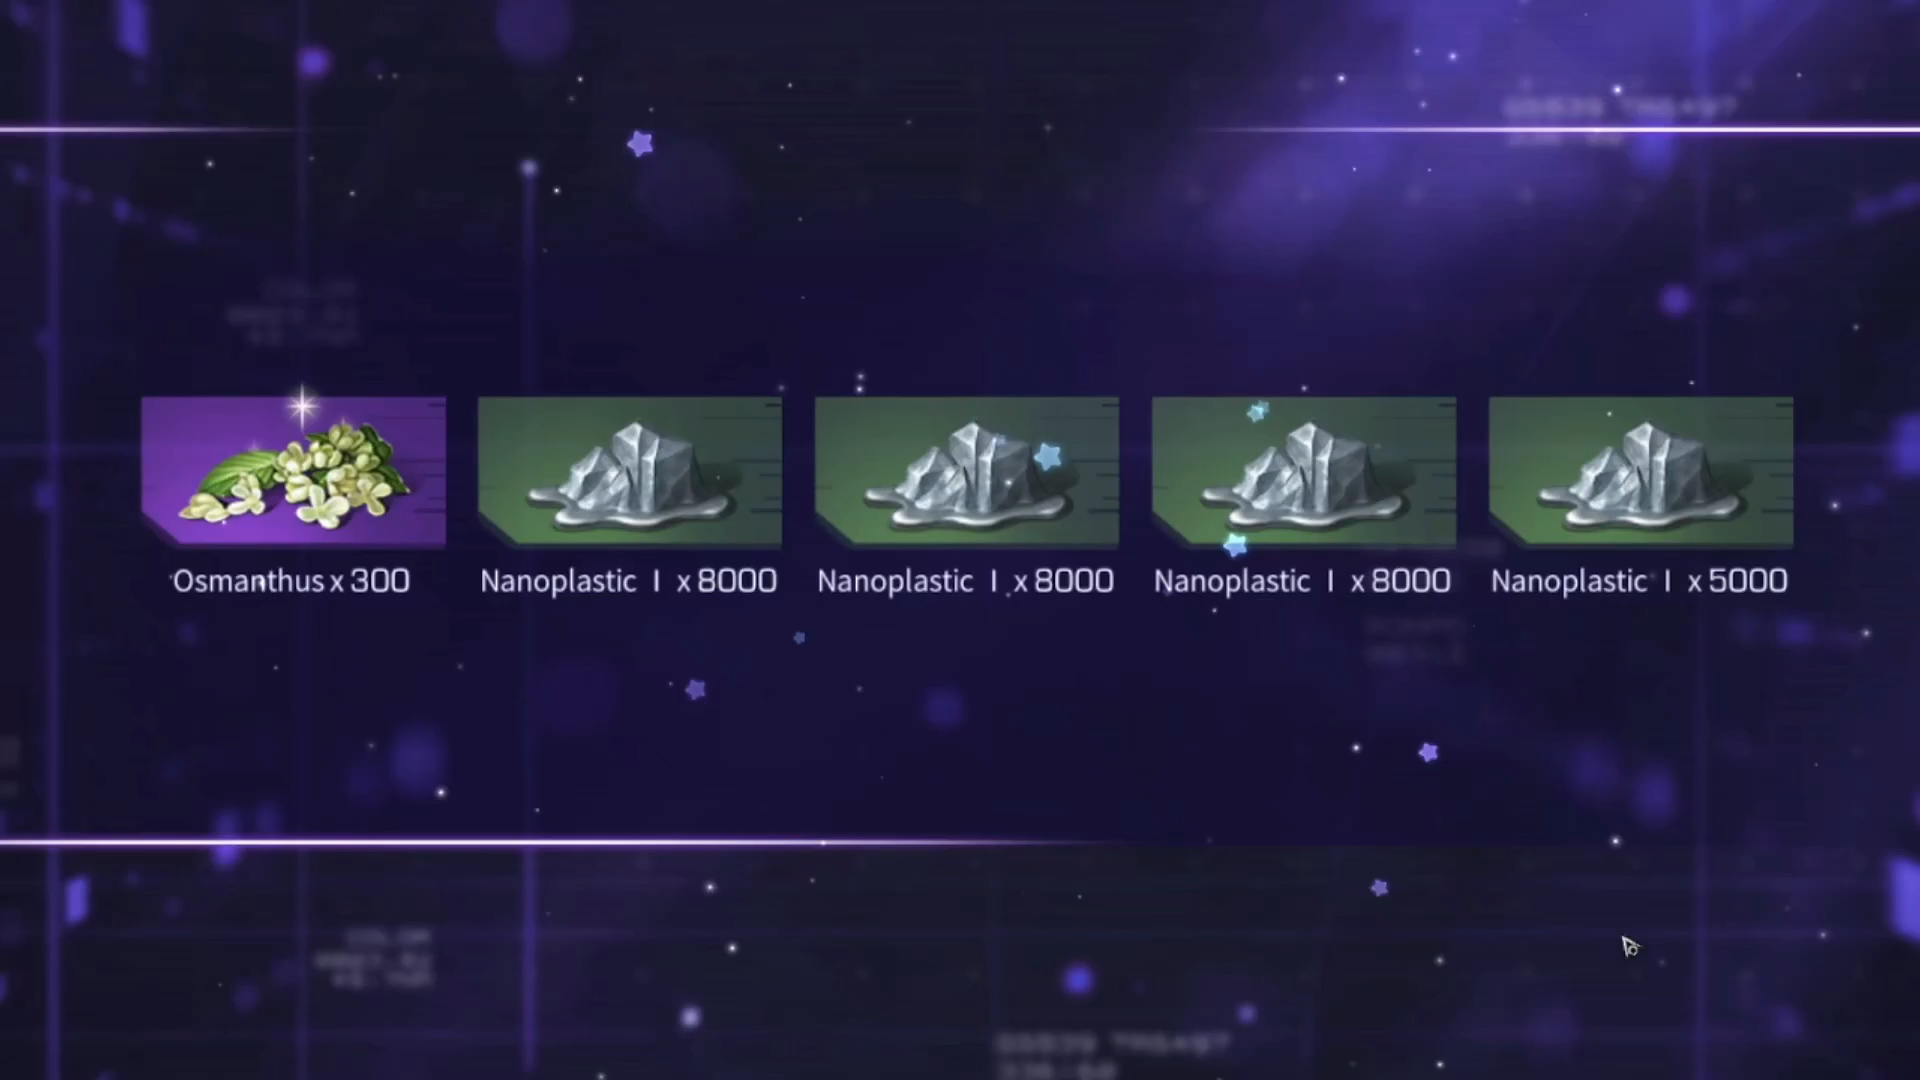 Osmanthus x 300
Nanoplastic I x 8000
Nanoplastic I x 8000
Nanoplastic I x 8000
Nanoplastic I x 5000